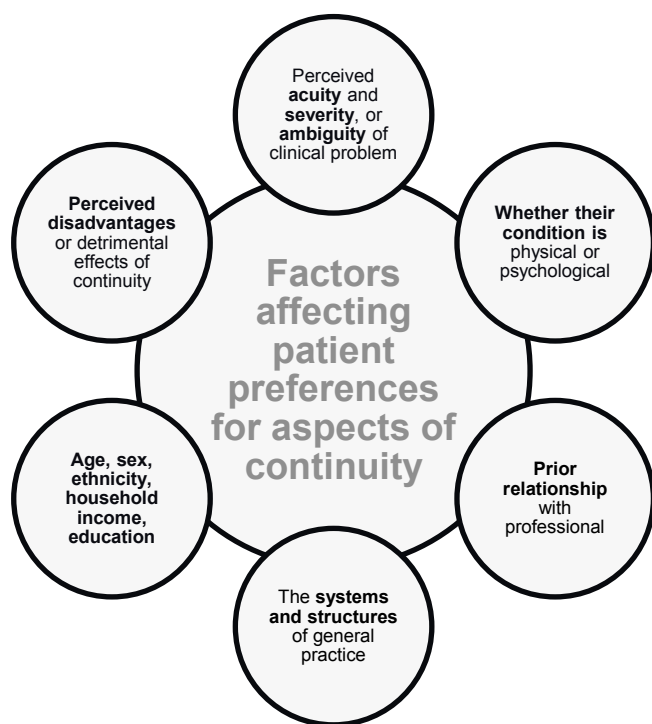 Perceived
acuity and
severity, or
ambiguity of
clinical problem
Whether their
condition is
physical or
psychological
Prior
relationship
with
professional
The systems
and structures
of general
practice
Age, sex,
ethnicity,
household
income,
education
Perceived
disadvantages
or detrimental
effects of
continuity
Factors
affecting
patient
preferences
for aspects of
continuity